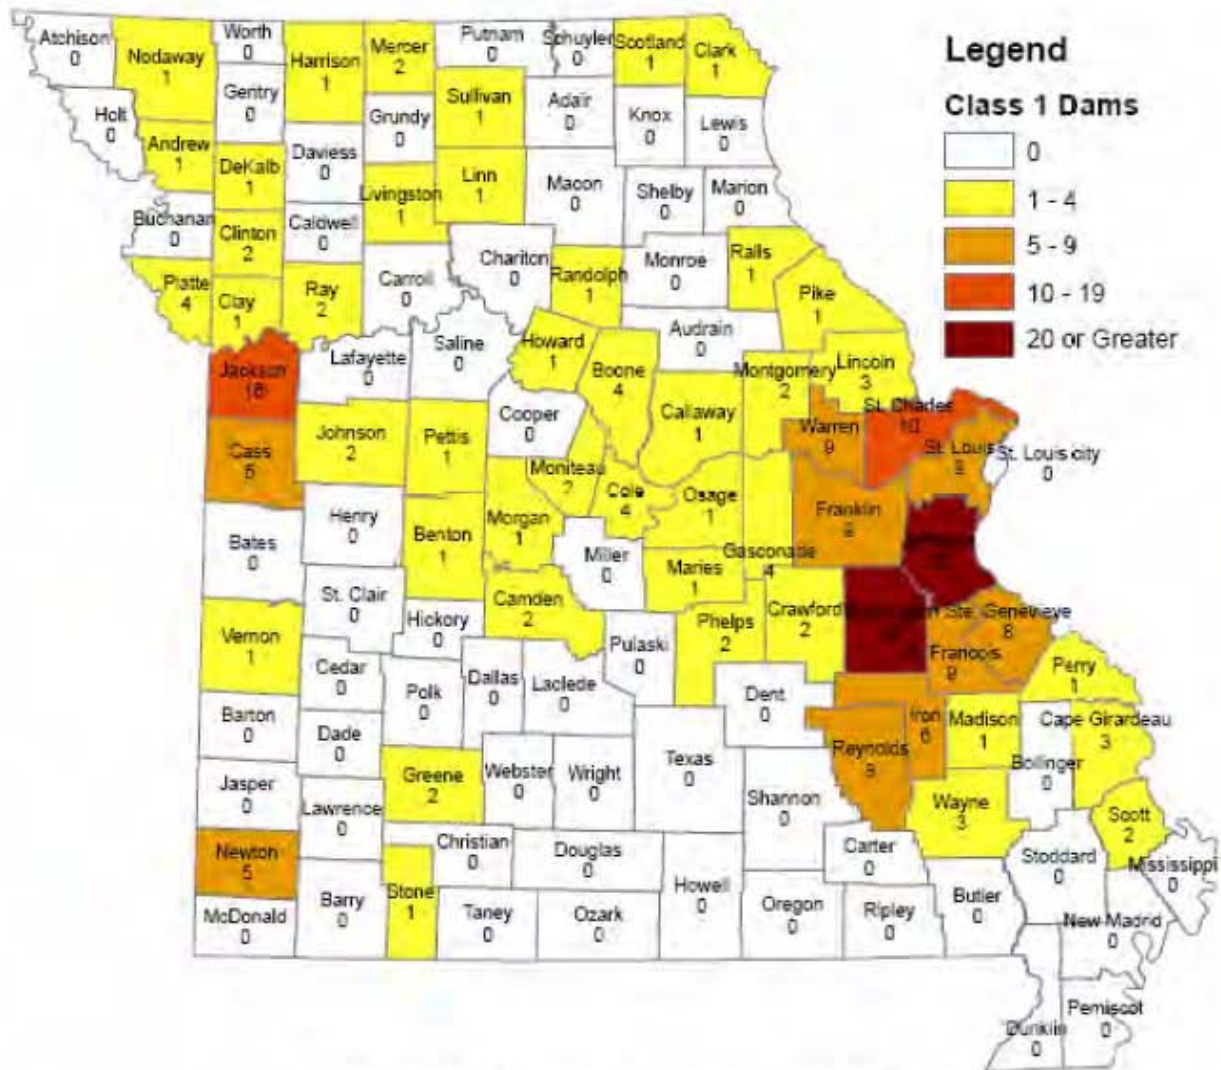 Legend
Class 1 Dams
0
1 - 4
5 - 9
10 - 19
20 or Greater
Atchison
0
Nodaway
1
Worth
0
Harrison
1
Mercer
2
Putnam
0
Schuyler
0
Scotland
1
Clark
1
Holt
0
Gentry
0
Grundy
0
Sullivan
1
Adair
0
Knox
0
Lewis
0
Andrew
1
DeKalb
1
Daviess
0
Livingston
1
Linn
1
Macon
0
Shelby
0
Marion
0
Buchanan
0
Clinton
2
Caldwell
0
Carroll
0
Chariton
0
Randolph
1
Monroe
0
Ralls
1
Platte
4
Clay
1
Ray
2
Pike
1
Jackson
Lafayette
0
Saline
0
Howard
1
Boone
4
Audrain
0
Montgomery
2
Lincoln
3
Cass
Johnson
2
Pettis
1
Cooper
0
Callaway
1
Warren
9
St. Charles
10
St. Louis
St. Louis city
0
Moniteau
2
Cole
4
Osage
1
Gasconade
4
Franklin
Bates
0
Henry
0
Benton
1
Morgan
1
Miller
0
Maries
1
St. Clair
0
Hickory
0
Camden
2
Pulaski
0
Phelps
2
Crawford
2
Ste. Genevieve
8
Francois
9
Perry
1
Vernon
1
Cedar
0
Polk
0
Dallas
0
Laclede
0
Dent
0
Iron
6
Madison
1
Cape Girardeau
3
Bollinger
0
Barton
0
Dade
0
Greene
2
Webster
0
Wright
0
Texas
0
Reynolds
Shannon
0
Wayne
3
Scott
2
Jasper
0
Lawrence
0
Christian
0
Douglas
0
Carter
0
Stoddard
0
Mississippi
0
Newton
5
Stone
1
McDonald
0
Barry
0
Taney
0
Ozark
0
Howell
0
Oregon
0
Ripley
0
Butler
0
New Madrid
0
Dunklin
0
Pemiscot
0